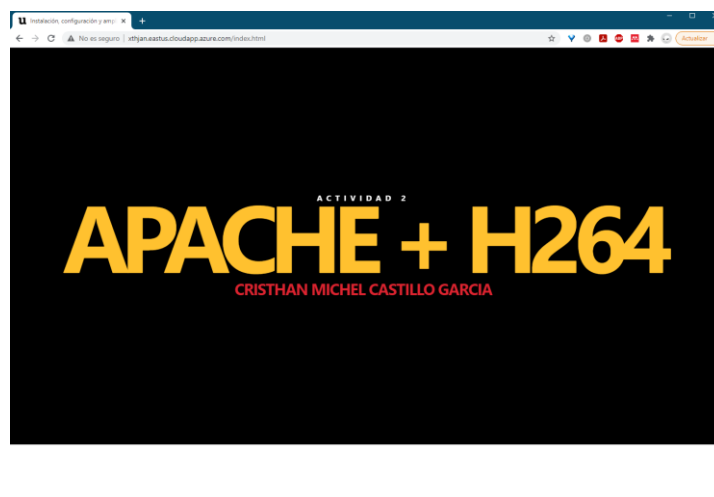 Instalación, configuración y em
No es seguro | xthjan.eastus.cloudapp.azure.com/index.html
Actualizar
ACTIVIDAD 2
APACHE + H264
CRISTHAN MICHEL CASTILLO GARCIA